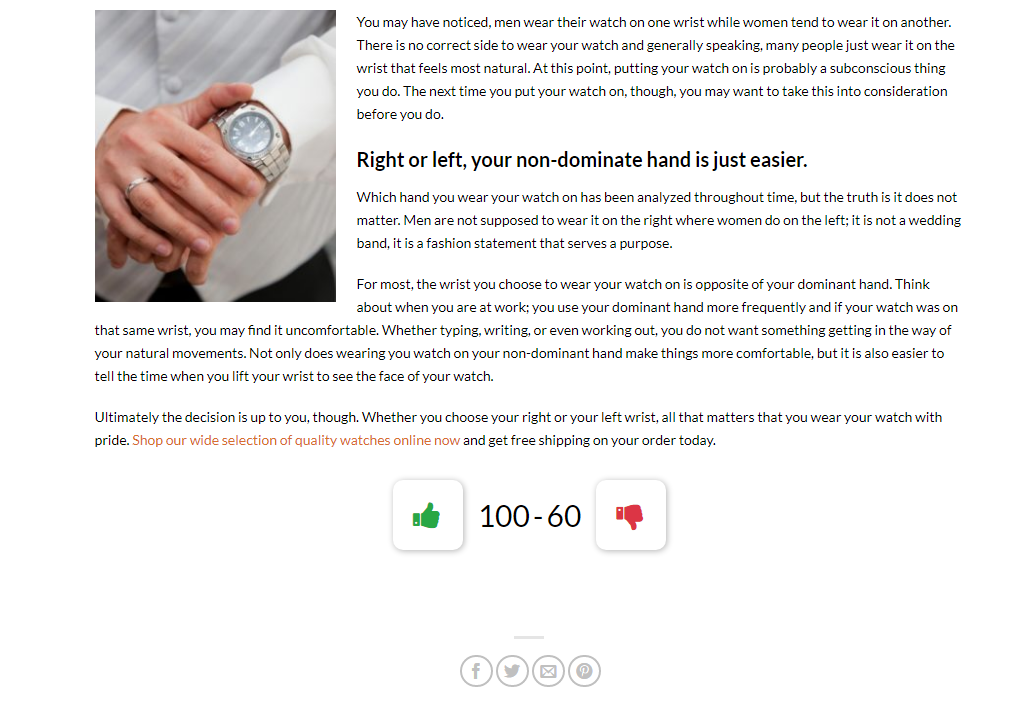 You may have noticed, men wear their watch on one wrist while women tend to wear it on another.
There is no correct side to wear your watch and generally speaking, many people just wear it on the
wrist that feels most natural. At this point, putting your watch on is probably a subconscious thing
you do. The next time you put your watch on, though, you may want to take this into consideration
before you do.
Right or left, your non-dominate hand is just easier.
Which hand you wear your watch on has been analyzed throughout time, but the truth is it does not
matter. Men are not supposed to wear it on the right where women do on the left; it is not a wedding
band, it is a fashion statement that serves a purpose.
For most, the wrist you choose to wear your watch on is opposite of your dominant hand. Think
about when you are at work; you use your dominant hand more frequently and if your watch was on
that same wrist, you may find it uncomfortable. Whether typing, writing, or even working out, you do not want something getting in the way of
your natural movements. Not only does wearing you watch on your non-dominant hand make things more comfortable, but it is also easier to
tell the time when you lift your wrist to see the face of your watch.
Ultimately the decision is up to you, though. Whether you choose your right or your left wrist, all that matters that you wear your watch with
pride. Shop our wide selection of quality watches online now and get free shipping on your order today.
100 - 60